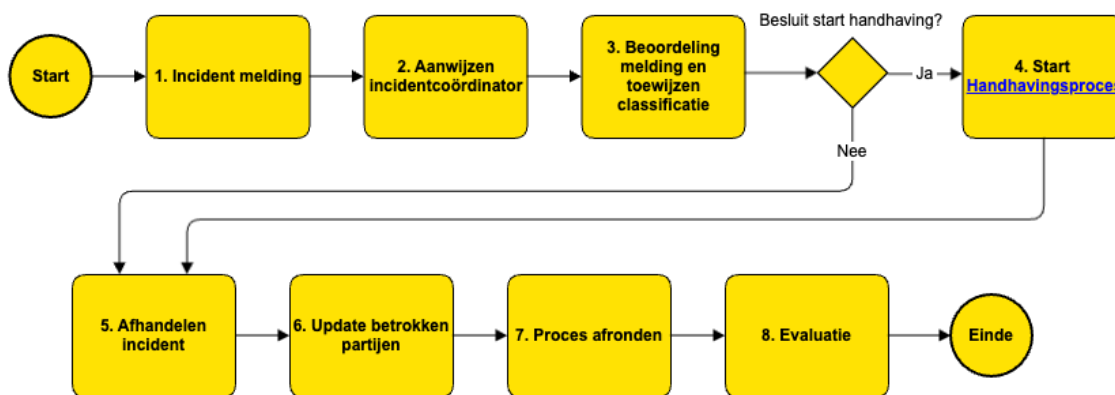 Besluit start handhaving?
Start
1. Incident melding
2. Aanwijzen
incidentcoördinator
3. Beoordeling
melding en
toewijzen
classificatie
Ja
4. Start
Handhavingsproces
Nee
5. Afhandelen
incident
6. Update betrokken
partijen
7. Proces afronden
8. Evaluatie
Einde